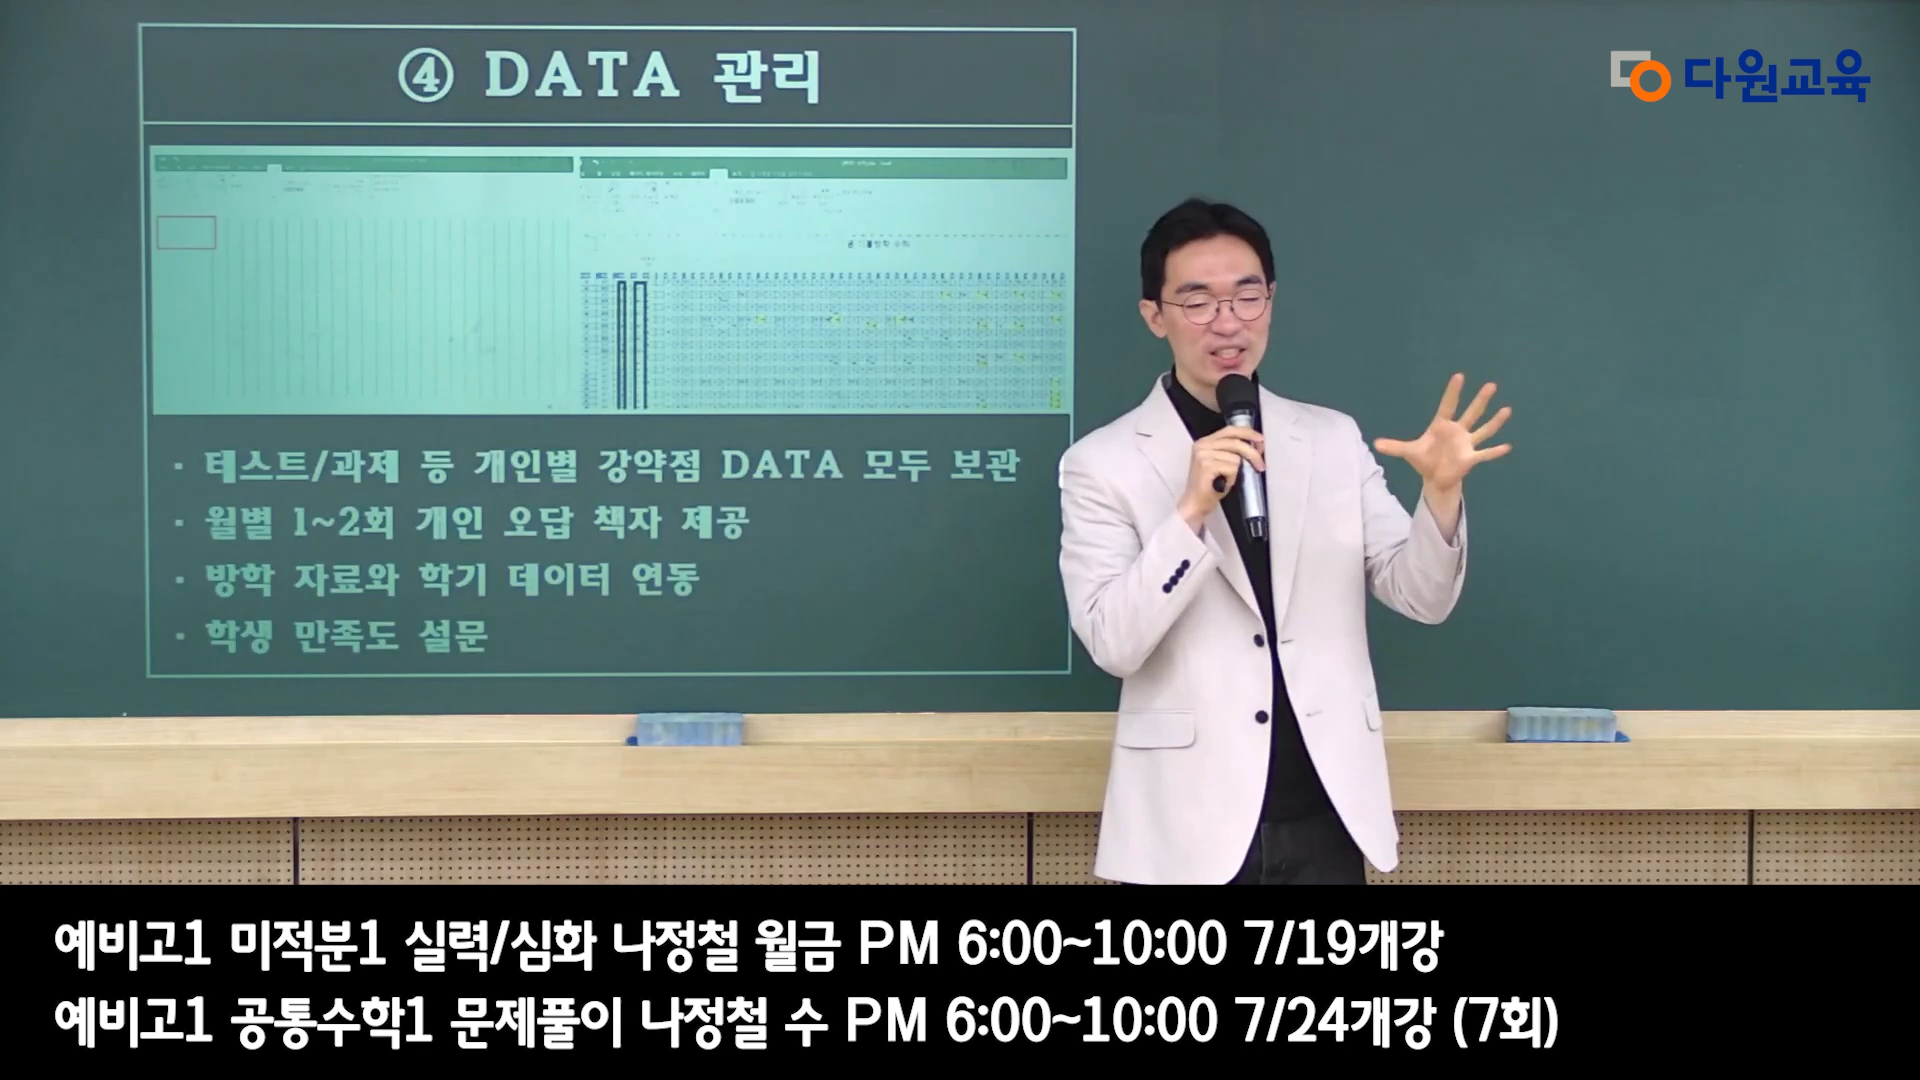 ④ DATA 관리
다원교육
· 테스트/과제 등 개인별 강약점 DATA 모두 보관
· 월별 1~2회 개인 오답 책자 제공
· 방학 자료와 학기 데이터 연동
· 학생 만족도 설문
예비고1 미적분1 실력/심화 나정철 월금 PM 6:00~10:00 7/19개강
예비고1 공통수학1 문제풀이 나정철 수 PM 6:00~10:00 7/24개강 (7회)